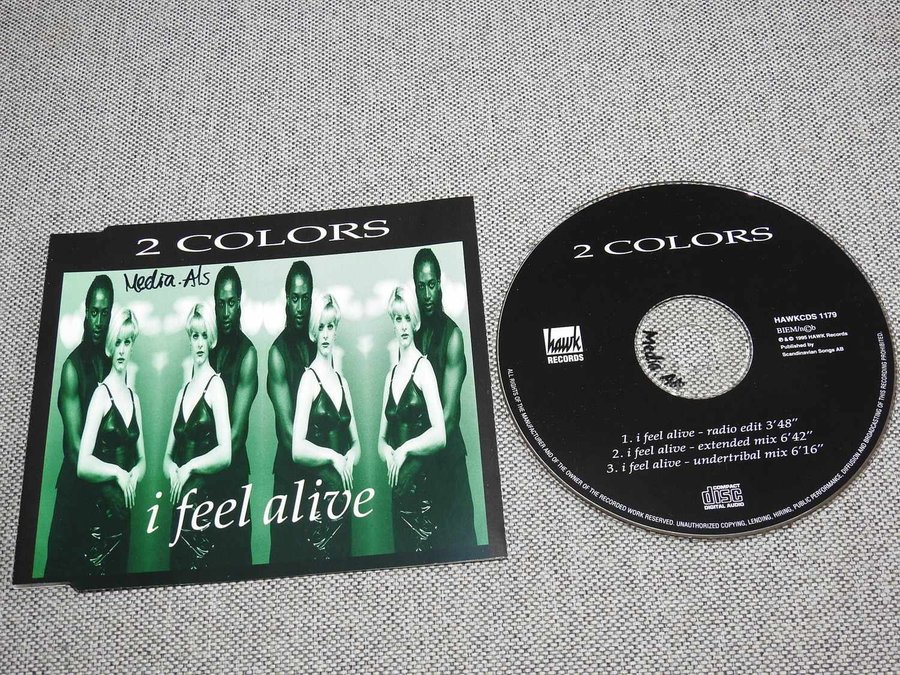 2 COLORS
Media.Als
i feel alive
2 COLORS
hawk
RECORDS
HAWKCDS 1179
BIEM/n©b
℗ & © 1995 HAWK Records
Published by
Scandinavian Songs AB
Media Als
1. i feel alive - radio edit 3'48"
2. i feel alive - extended mix 6'42"
3. i feel alive - undertribal mix 6'16"
COMPACT
disc
DIGITAL AUDIO
ALL RIGHTS OF THE MANUFACTURER AND OF THE OWNER OF THE RECORDED WORK RESERVED. UNAUTHORIZED COPYING, LENDING, HIRING, PUBLIC PERFORMANCE, DIFFUSION AND BROADCASTING OF THIS RECORDING PROHIBITED.